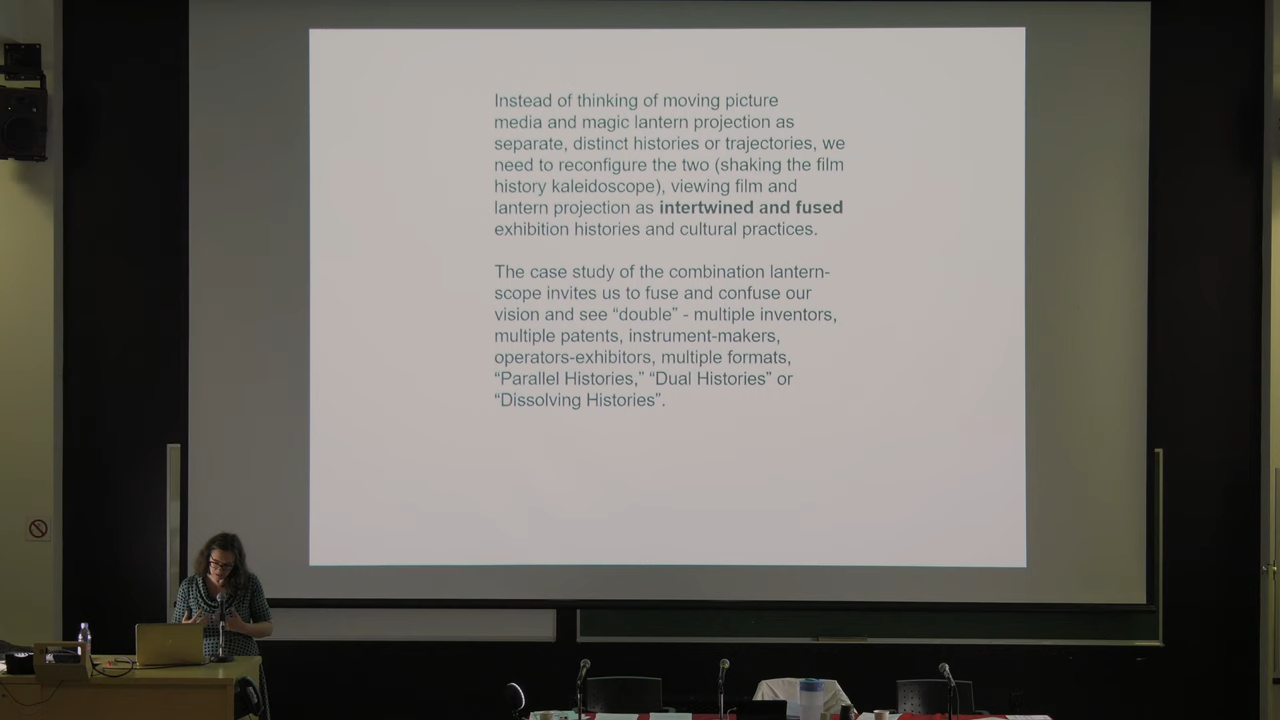 Instead of thinking of moving picture
media and magic lantern projection as
separate, distinct histories or trajectories, we
need to reconfigure the two (shaking the film
history kaleidoscope), viewing film and
lantern projection as intertwined and fused
exhibition histories and cultural practices.
The case study of the combination lantern-
scope invites us to fuse and confuse our
vision and see “double” - multiple inventors,
multiple patents, instrument-makers,
operators-exhibitors, multiple formats,
“Parallel Histories,” “Dual Histories” or
“Dissolving Histories”.